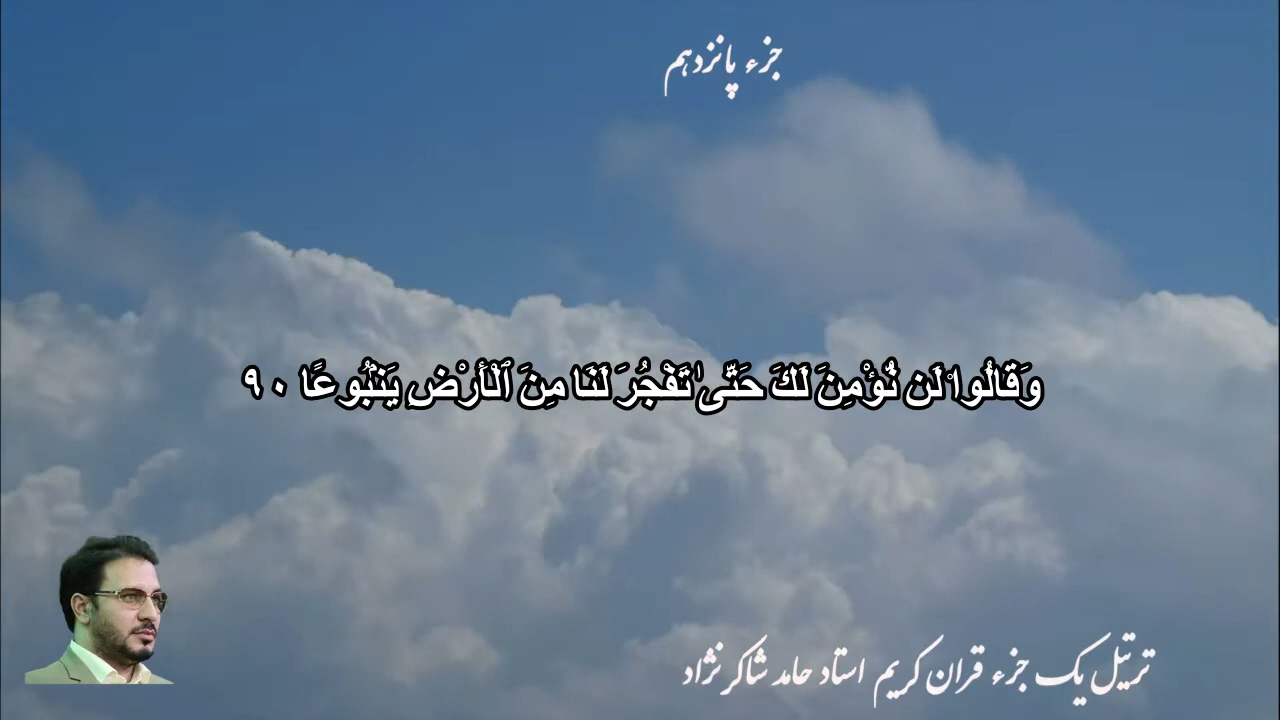 جزء پانزدهم
وَقَالُوا۟ لَن نُّؤْمِنَ لَكَ حَتَّىٰ تَفْجُرَ لَنَا مِنَ ٱلْأَرْضِ يَنۢبُوعًا ٩٠
ترتیل یک جزء قران کریم استاد حامد شاکرنژاد